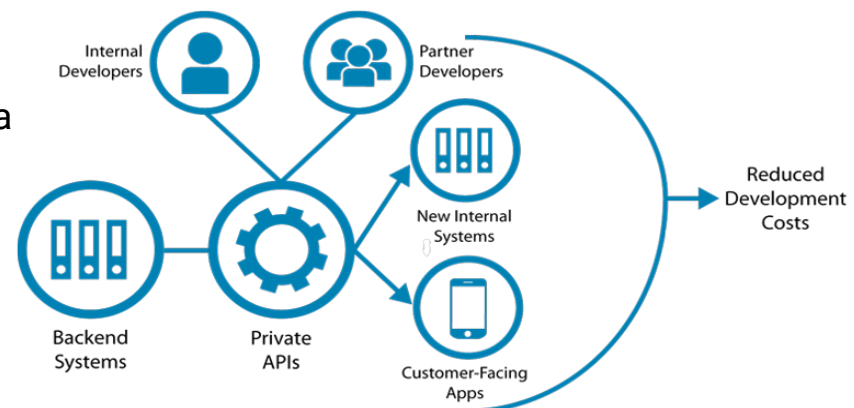 Internal
Developers
Partner
Developers
a
New Internal
Systems
Reduced
Development
Costs
Backend
Systems
Private
APIs
Customer-Facing
Apps